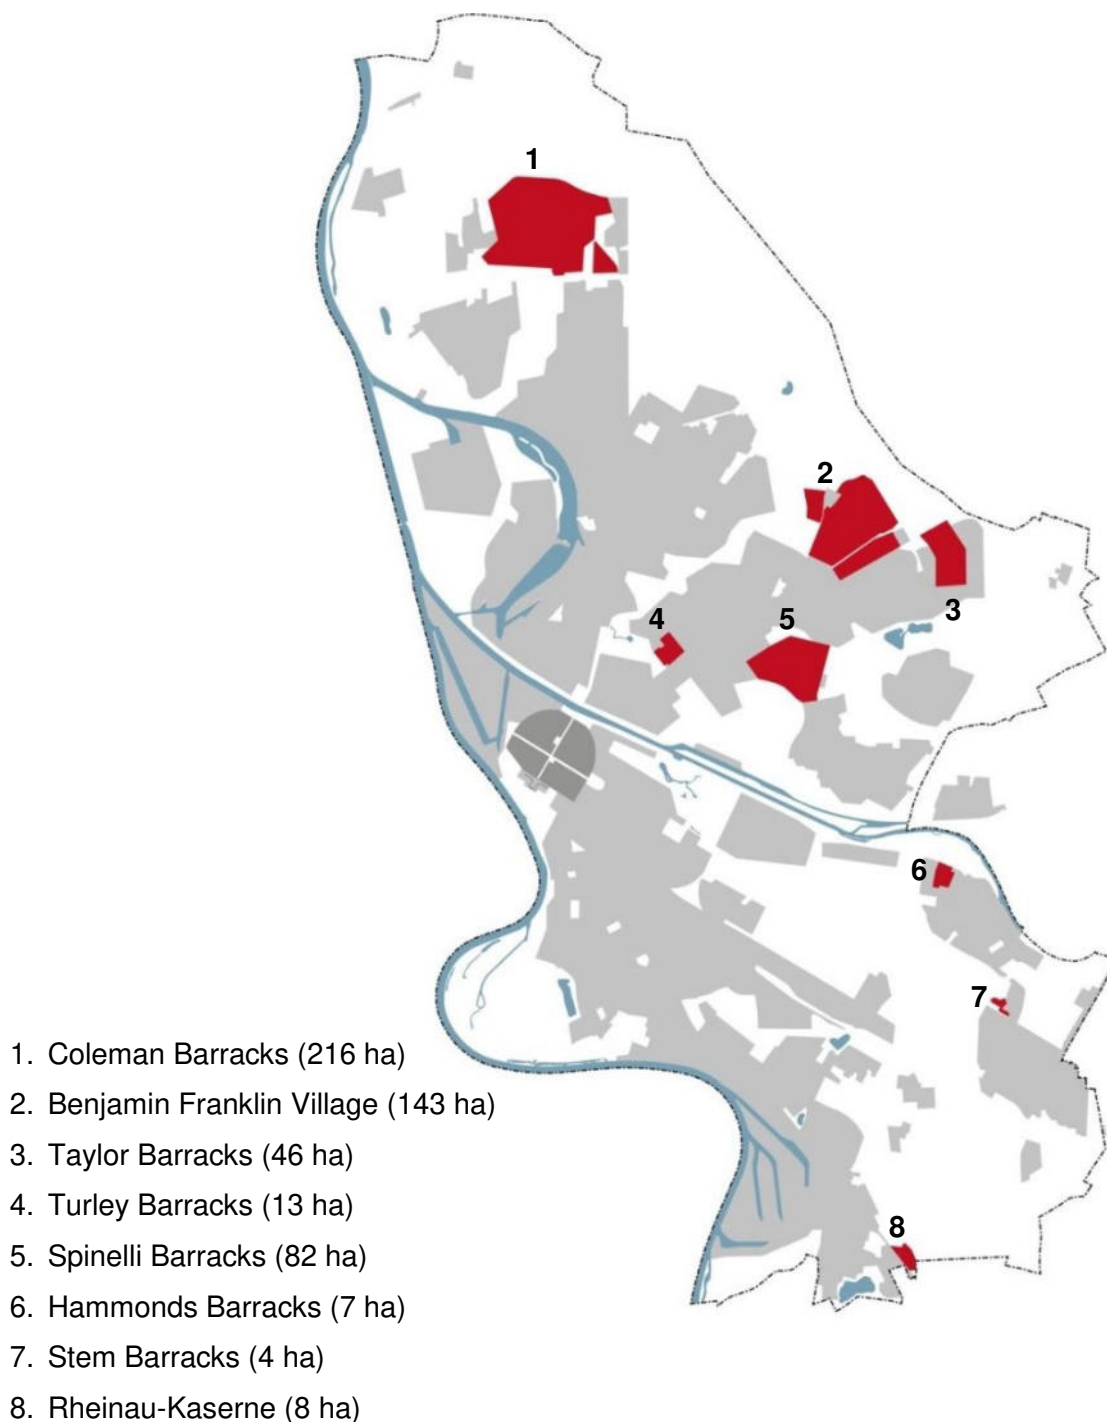 1
2
3
4
5
6
7
8
1. Coleman Barracks (216 ha)
2. Benjamin Franklin Village (143 ha)
3. Taylor Barracks (46 ha)
4. Turley Barracks (13 ha)
5. Spinelli Barracks (82 ha)
6. Hammonds Barracks (7 ha)
7. Stem Barracks (4 ha)
8. Rheinau-Kaserne (8 ha)